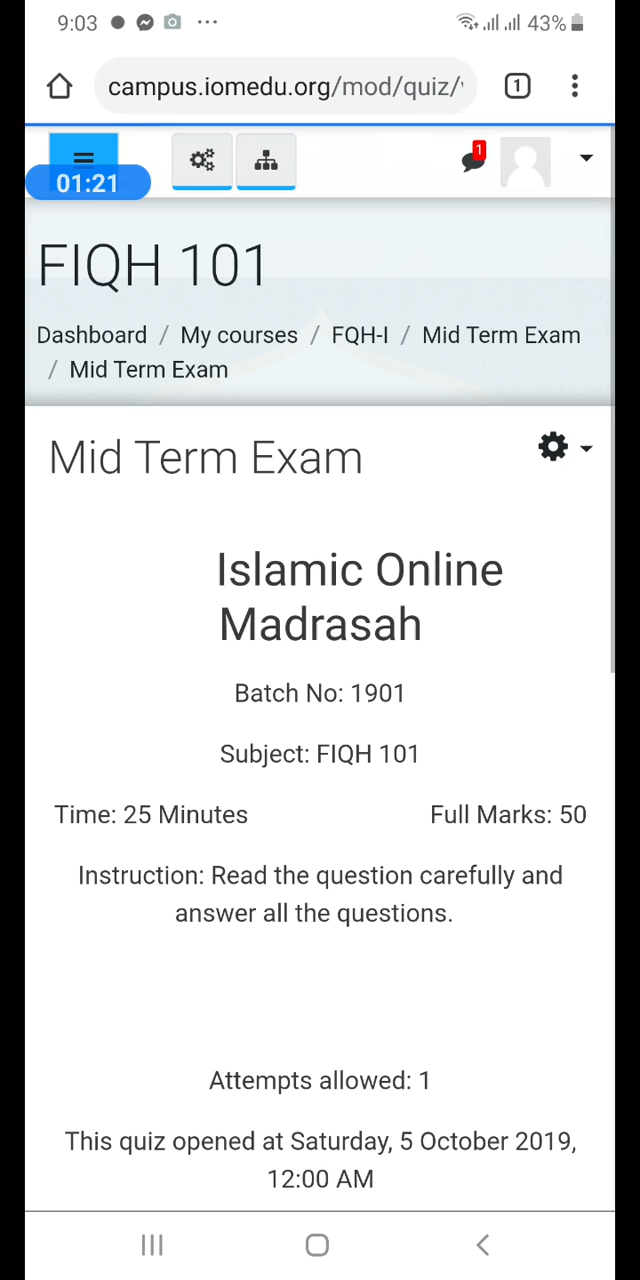 9:03 43%
campus.iomedu.org/mod/quiz/ 1
1
01:21
FIQH 101
Dashboard / My courses / FQH-I / Mid Term Exam
/ Mid Term Exam
Mid Term Exam
Islamic Online
Madrasah
Batch No: 1901
Subject: FIQH 101
Time: 25 Minutes Full Marks: 50
Instruction: Read the question carefully and
answer all the questions.
Attempts allowed: 1
This quiz opened at Saturday, 5 October 2019,
12:00 AM